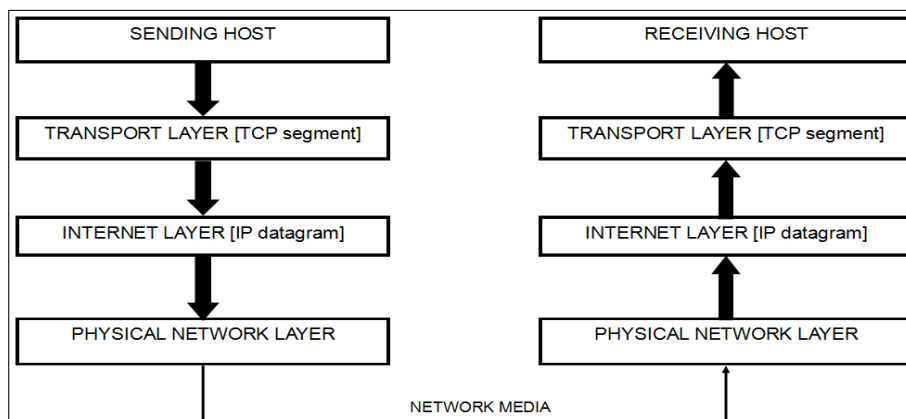 SENDING HOST
TRANSPORT LAYER [TCP segment]
INTERNET LAYER [IP datagram]
PHYSICAL NETWORK LAYER
RECEIVING HOST
TRANSPORT LAYER [TCP segment]
INTERNET LAYER [IP datagram]
PHYSICAL NETWORK LAYER
NETWORK MEDIA